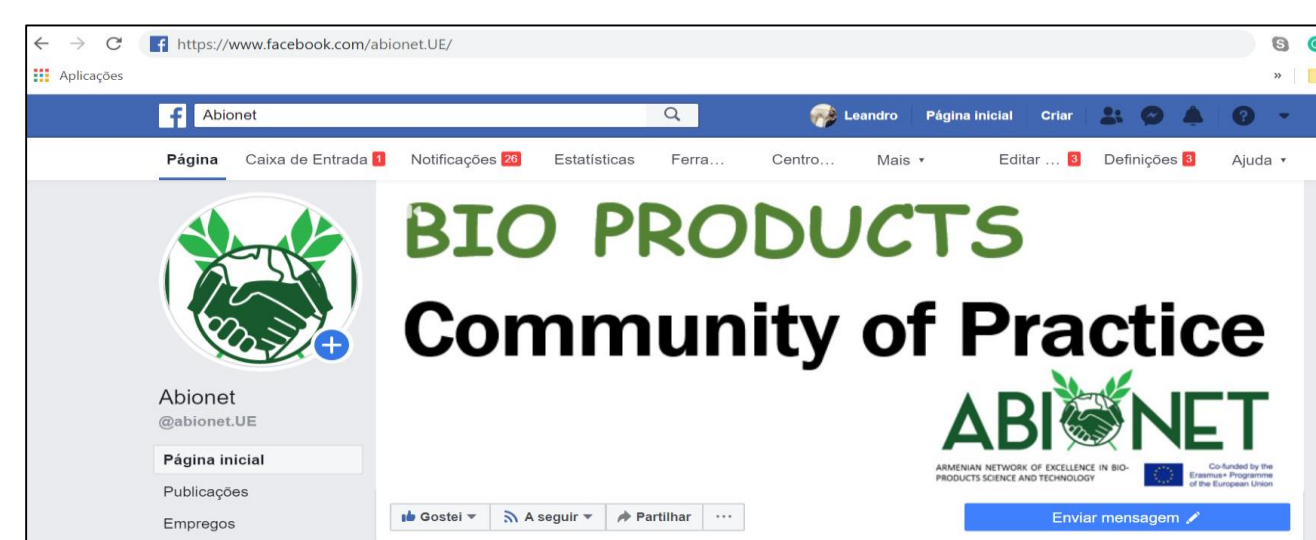 https://www.facebook.com/abionet.UE/
Aplicações
»
Abionet
Leandro Página inicial Criar
Página Caixa de Entrada 1 Notificações 26 Estatísticas Ferra... Centro... Mais Editar ... 3 Definições 3 Ajuda
BIO PRODUCTS
Community of Practice
ABIONET
ARMENIAN NETWORK OF EXCELLENCE IN BIO-
PRODUCTS SCIENCE AND TECHNOLOGY
Co-funded by the
Erasmus+ Programme
of the European Union
Abionet
@abionet.UE
Página inicial
Publicações
Empregos
Gostei A seguir Partilhar ...
Enviar mensagem